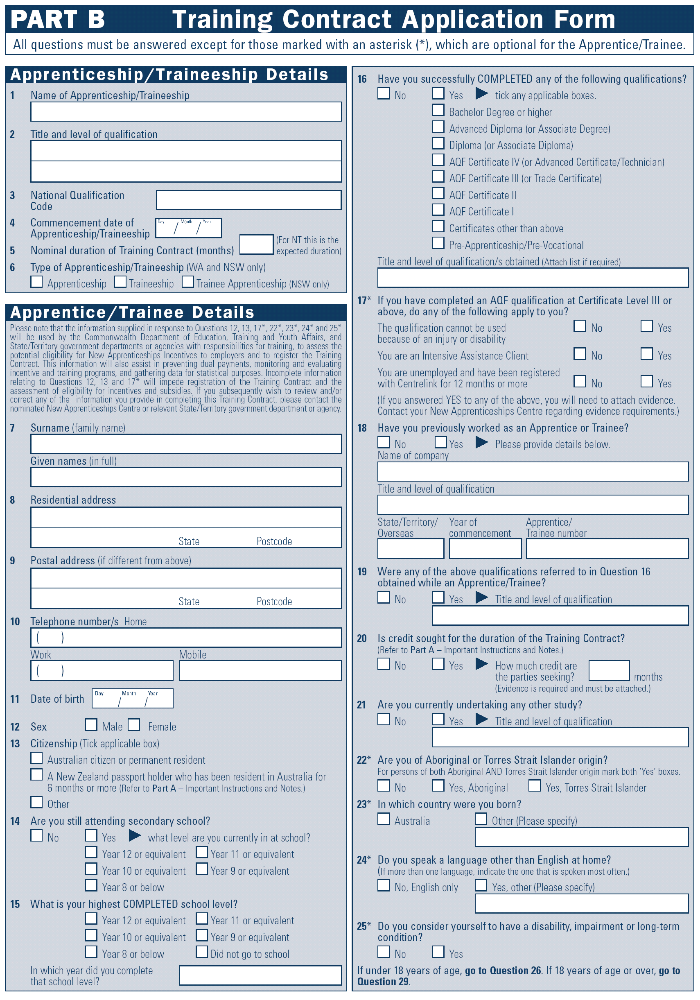 PART B Training Contract Application Form
All questions must be answered except for those marked with an asterisk (*), which are optional for the Apprentice/Trainee.
Apprenticeship/Traineeship Details
1 Name of Apprenticeship/Traineeship
2 Title and level of qualification
3 National Qualification
Code
4 Commencement date of
Apprenticeship/Traineeship
Day / Month / Year
5 Nominal duration of Training Contract (months)
(For NT this is the
expected duration)
6 Type of Apprenticeship/Traineeship (WA and NSW only)
Apprenticeship Traineeship Trainee Apprenticeship (NSW only)
Apprentice/Trainee Details
Please note that the information supplied in response to Questions 12, 13, 17*, 22*, 23*, 24* and 25*
will be used by the Commonwealth Department of Education, Training and Youth Affairs, and
State/Territory government departments or agencies with responsibilities for training, to assess the
potential eligibility for New Apprenticeships Incentives to employers and to register the Training
Contract. This information will also assist in preventing dual payments, monitoring and evaluating
incentive and training programs, and gathering data for statistical purposes. Incomplete information
relating to Questions 12, 13 and 17* will impede registration of the Training Contract and the
assessment of eligibility for incentives and subsidies. If you subsequently wish to review and/or
correct any of the information you provide in completing this Training Contract, please contact the
nominated New Apprenticeships Centre or relevant State/Territory government department or agency.
7 Surname (family name)
Given names (in full)
8 Residential address
State Postcode
9 Postal address (if different from above)
State Postcode
10 Telephone number/s Home
( )
Work Mobile
( )
11 Date of birth Day / Month / Year
12 Sex Male Female
13 Citizenship (Tick applicable box)
Australian citizen or permanent resident
A New Zealand passport holder who has been resident in Australia for
6 months or more (Refer to Part A – Important Instructions and Notes.)
Other
14 Are you still attending secondary school?
No Yes ▶ what level are you currently in at school?
Year 12 or equivalent Year 11 or equivalent
Year 10 or equivalent Year 9 or equivalent
Year 8 or below
15 What is your highest COMPLETED school level?
Year 12 or equivalent Year 11 or equivalent
Year 10 or equivalent Year 9 or equivalent
Year 8 or below Did not go to school
In which year did you complete
that school level?
16 Have you successfully COMPLETED any of the following qualifications?
No Yes ▶ tick any applicable boxes.
Bachelor Degree or higher
Advanced Diploma (or Associate Degree)
Diploma (or Associate Diploma)
AQF Certificate IV (or Advanced Certificate/Technician)
AQF Certificate III (or Trade Certificate)
AQF Certificate II
AQF Certificate I
Certificates other than above
Pre-Apprenticeship/Pre-Vocational
Title and level of qualification/s obtained (Attach list if required)
17* If you have completed an AQF qualification at Certificate Level III or
above, do any of the following apply to you?
The qualification cannot be used
because of an injury or disability No Yes
You are an Intensive Assistance Client No Yes
You are unemployed and have been registered
with Centrelink for 12 months or more No Yes
(If you answered YES to any of the above, you will need to attach evidence.
Contact your New Apprenticeships Centre regarding evidence requirements.)
18 Have you previously worked as an Apprentice or Trainee?
No Yes ▶ Please provide details below.
Name of company
Title and level of qualification
State/Territory/ Year of Apprentice/
Overseas commencement Trainee number
19 Were any of the above qualifications referred to in Question 16
obtained while an Apprentice/Trainee?
No Yes ▶ Title and level of qualification
20 Is credit sought for the duration of the Training Contract?
(Refer to Part A – Important Instructions and Notes.)
No Yes ▶ How much credit are
the parties seeking? months
(Evidence is required and must be attached.)
21 Are you currently undertaking any other study?
No Yes ▶ Title and level of qualification
22* Are you of Aboriginal or Torres Strait Islander origin?
For persons of both Aboriginal AND Torres Strait Islander origin mark both ‘Yes’ boxes.
No Yes, Aboriginal Yes, Torres Strait Islander
23* In which country were you born?
Australia Other (Please specify)
24* Do you speak a language other than English at home?
(If more than one language, indicate the one that is spoken most often.)
No, English only Yes, other (Please specify)
25* Do you consider yourself to have a disability, impairment or long-term
condition?
No Yes
If under 18 years of age, go to Question 26. If 18 years of age or over, go to
Question 29.